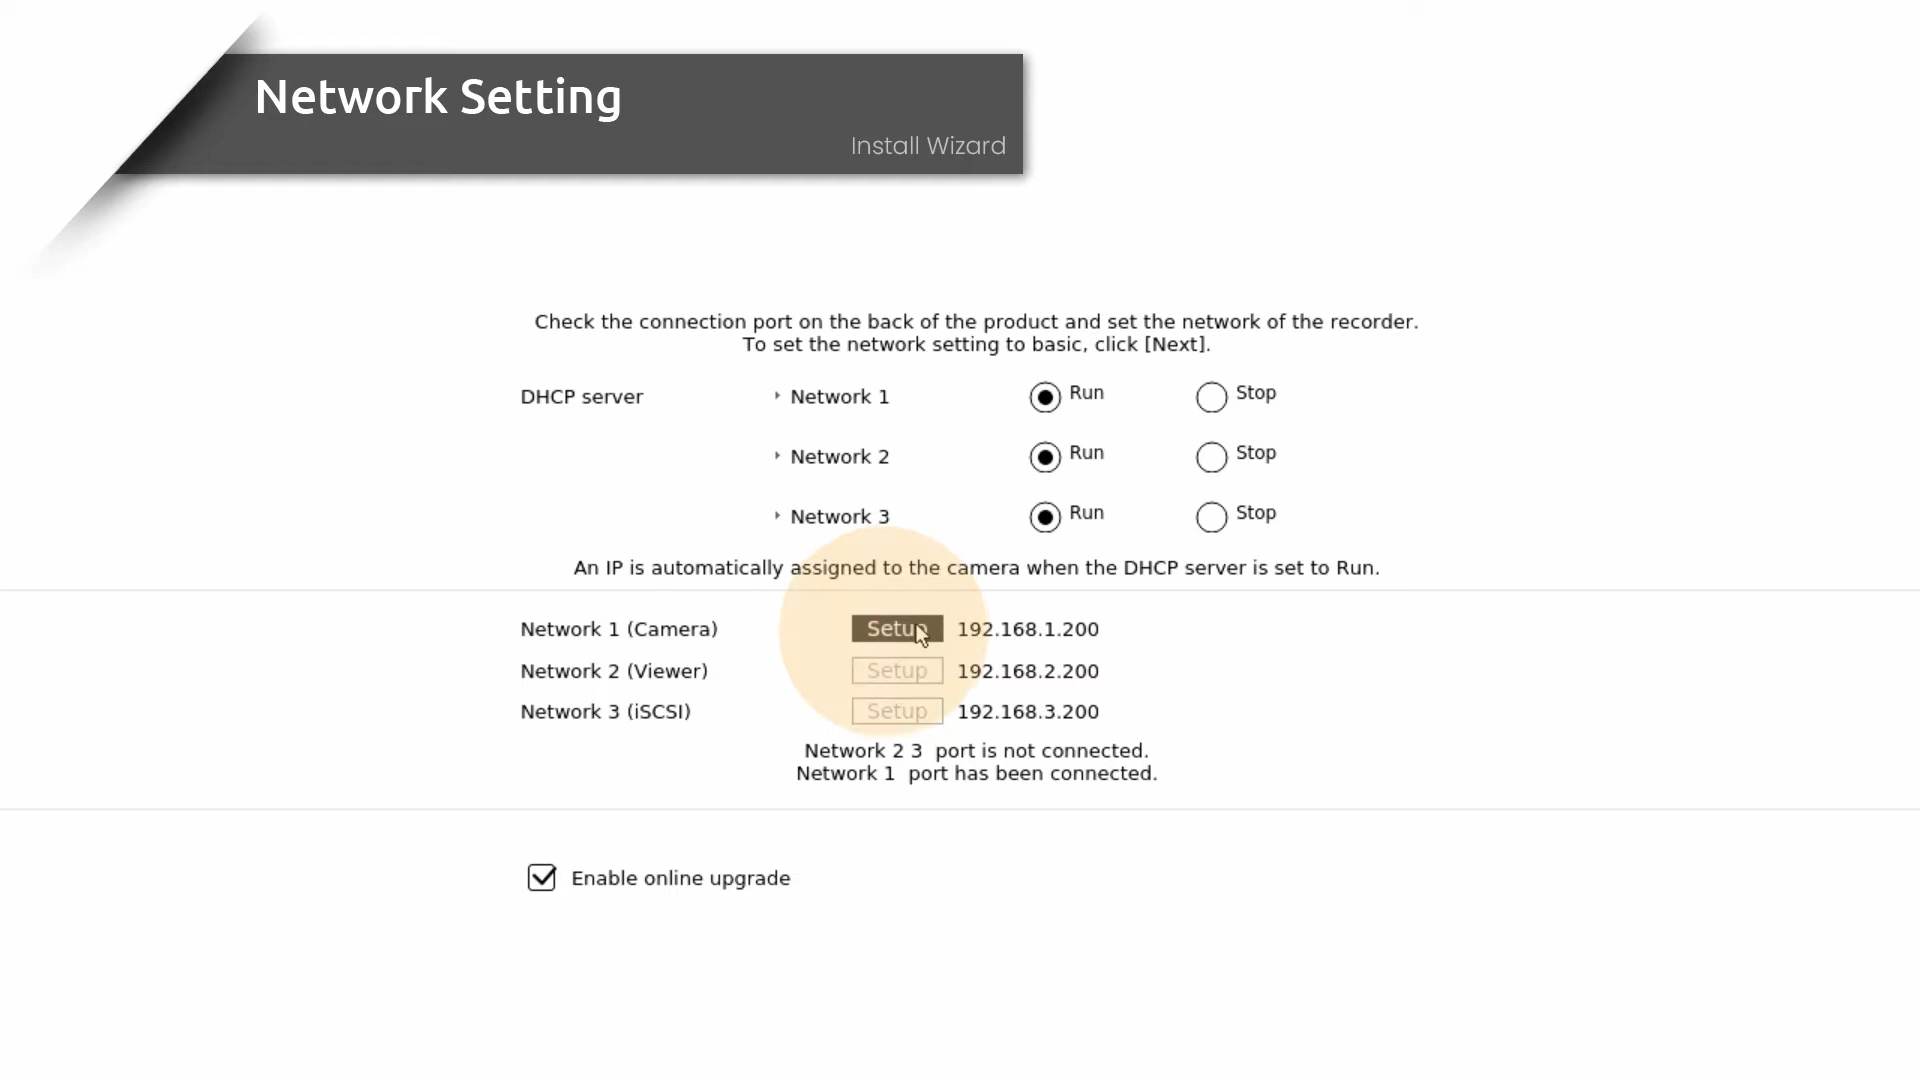 Network Setting
Install Wizard
Check the connection port on the back of the product and set the network of the recorder.
To set the network setting to basic, click [Next].
DHCP server Network 1 Run Stop
Network 2 Run Stop
Network 3 Run Stop
An IP is automatically assigned to the camera when the DHCP server is set to Run.
Network 1 (Camera) Setup 192.168.1.200
Network 2 (Viewer) Setup 192.168.2.200
Network 3 (iSCSI) Setup 192.168.3.200
Network 2 3 port is not connected.
Network 1 port has been connected.
Enable online upgrade